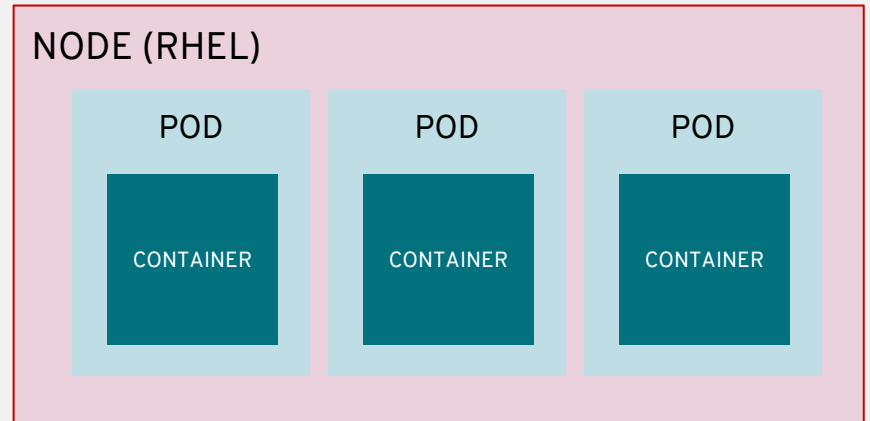 NODE (RHEL)
POD POD POD
CONTAINER CONTAINER CONTAINER